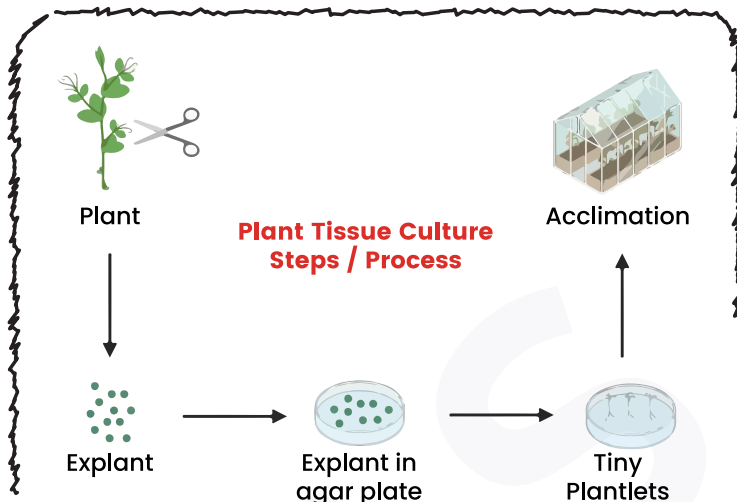 Plant
Acclimation
Plant Tissue Culture
Steps / Process
Explant
Explant in
agar plate
Tiny
Plantlets